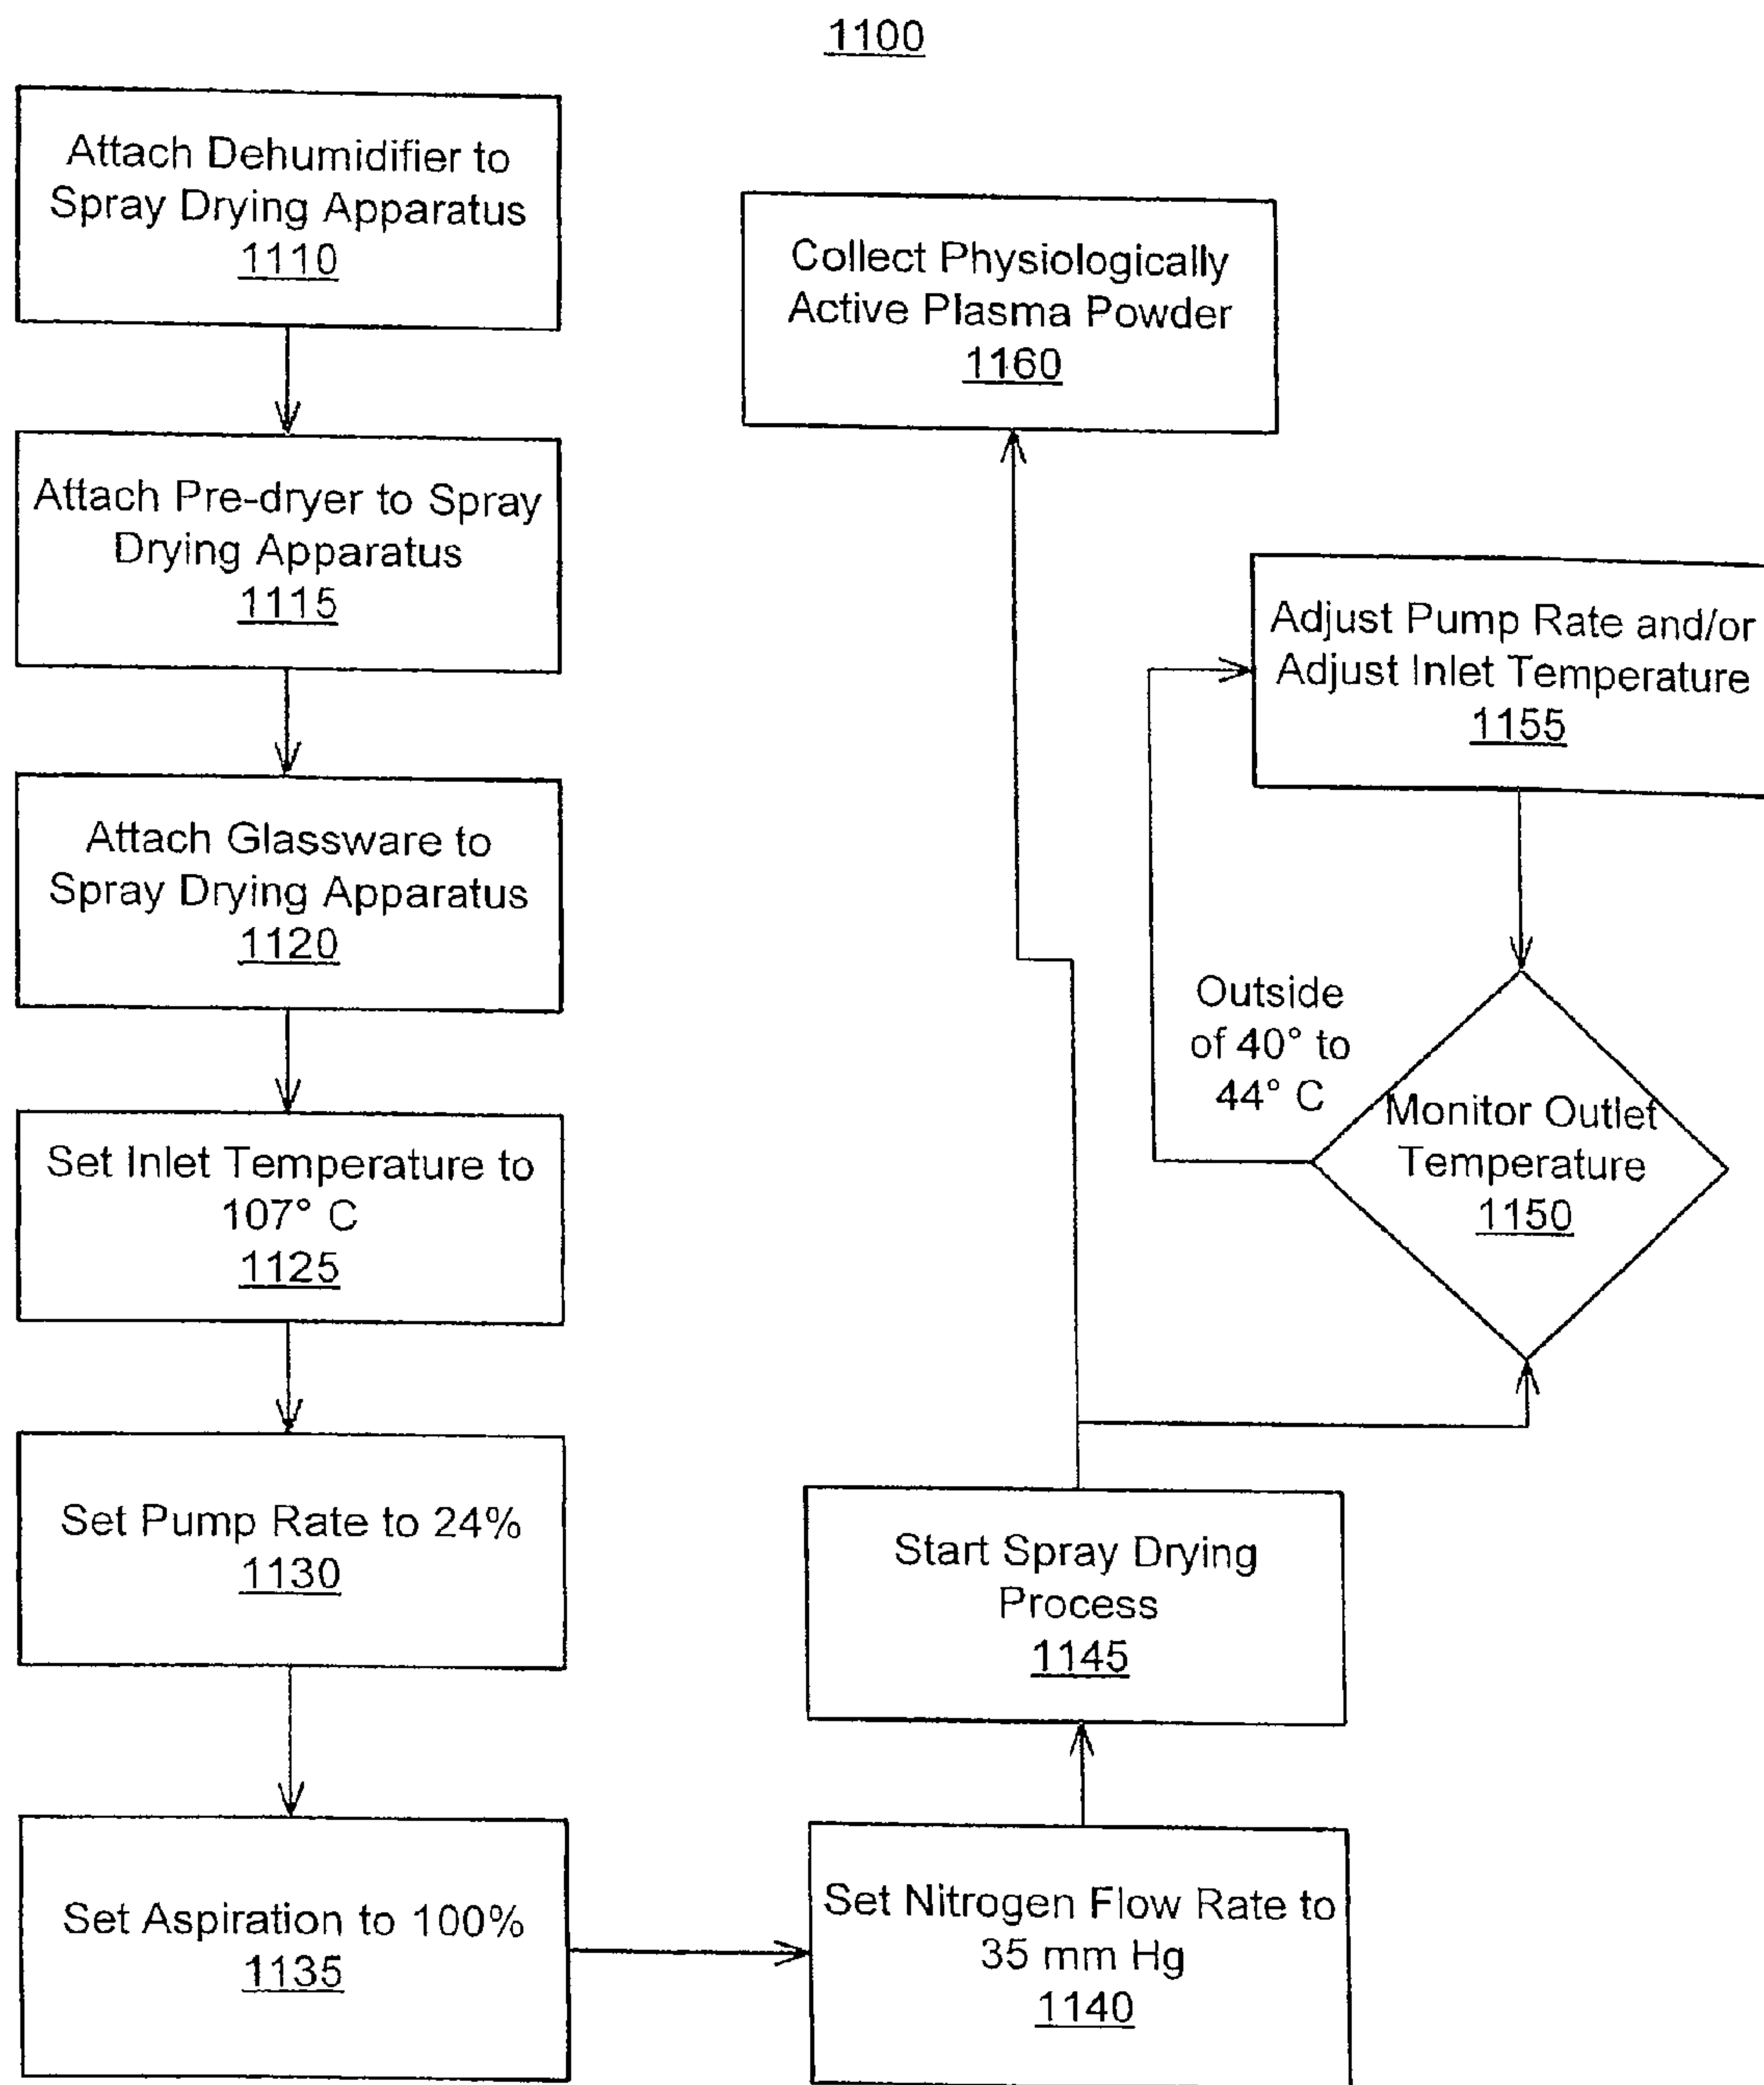 1100
Attach Dehumidifier to
Spray Drying Apparatus
1110
Attach Pre-dryer to Spray
Drying Apparatus
1115
Attach Glassware to
Spray Drying Apparatus
1120
Set Inlet Temperature to
107° C
1125
Set Pump Rate to 24%
1130
Set Aspiration to 100%
1135
Set Nitrogen Flow Rate to
35 mm Hg
1140
Start Spray Drying
Process
1145
Monitor Outlet
Temperature
1150
Outside
of 40° to
44° C
Adjust Pump Rate and/or
Adjust Inlet Temperature
1155
Collect Physiologically
Active Plasma Powder
1160